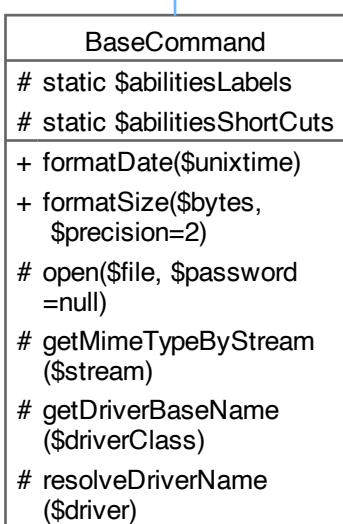 BaseCommand
# static $abilitiesLabels
# static $abilitiesShortCuts
+ formatDate($unixtime)
+ formatSize($bytes,
$precision=2)
# open($file, $password
=null)
# getMimeTypeByStream
($stream)
# getDriverBaseName
($driverClass)
# resolveDriverName
($driver)